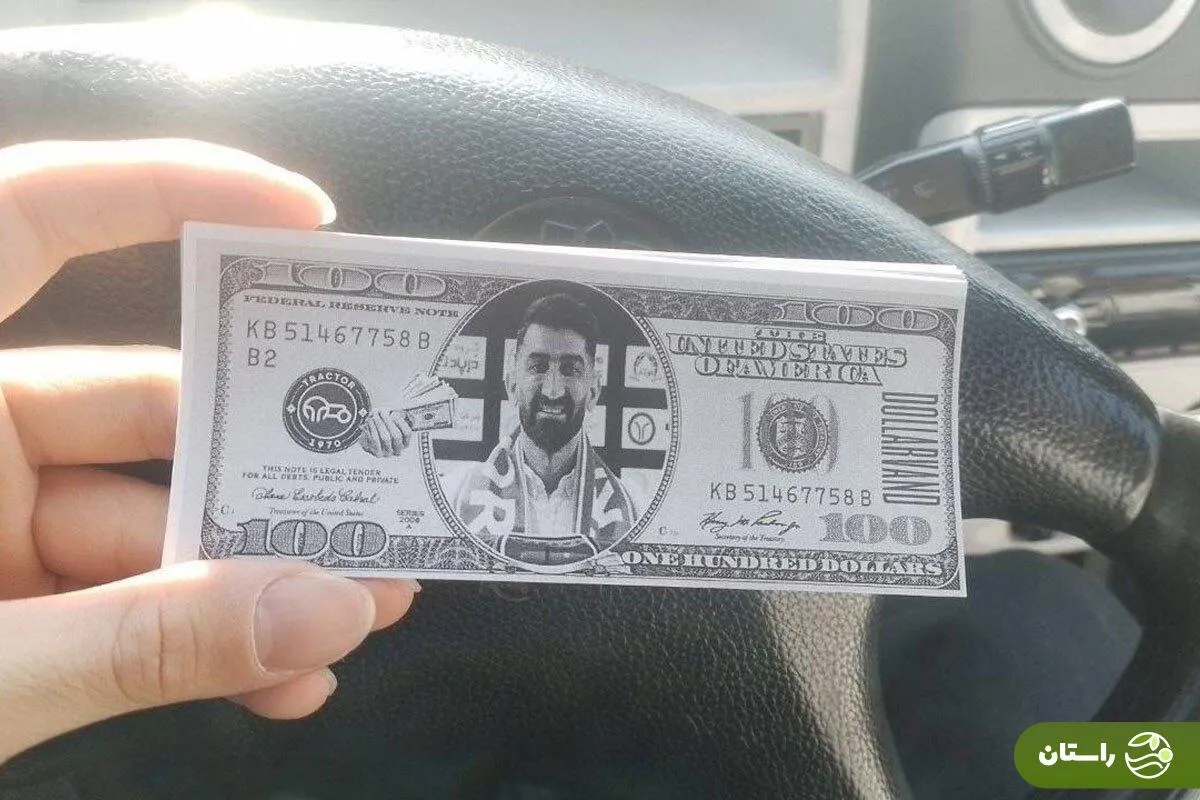 100
100
FEDERAL RESERVE NOTE
KB 51467758 B
B2
TRACTOR
1970
THIS NOTE IS LEGAL TENDER
FOR ALL DEBTS, PUBLIC AND PRIVATE
Treasurer of the United States
SERIES
2006
A
100
THE
UNITED STATES
OF AMERICA
100
DOLLARVAND
KB 51467758 B
Secretary of the Treasury
100
ONE HUNDRED DOLLARS
راستان